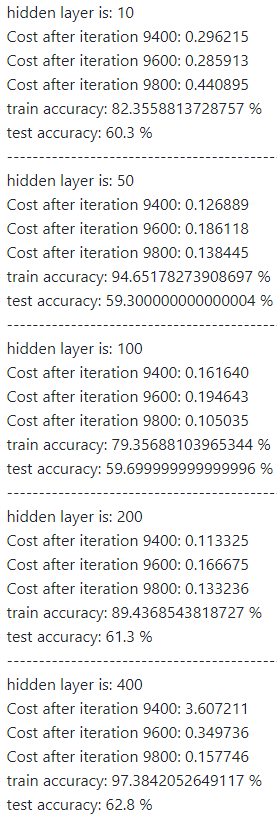 hidden layer is: 10
Cost after iteration 9400: 0.296215
Cost after iteration 9600: 0.285913
Cost after iteration 9800: 0.440895
train accuracy: 82.3558813728757 %
test accuracy: 60.3 %
----------------------------------------
hidden layer is: 50
Cost after iteration 9400: 0.126889
Cost after iteration 9600: 0.186118
Cost after iteration 9800: 0.138445
train accuracy: 94.65178273908697 %
test accuracy: 59.300000000000004 %
----------------------------------------
hidden layer is: 100
Cost after iteration 9400: 0.161640
Cost after iteration 9600: 0.194643
Cost after iteration 9800: 0.105035
train accuracy: 79.35688103965344 %
test accuracy: 59.699999999999996 %
----------------------------------------
hidden layer is: 200
Cost after iteration 9400: 0.113325
Cost after iteration 9600: 0.166675
Cost after iteration 9800: 0.133236
train accuracy: 89.4368543818727 %
test accuracy: 61.3 %
----------------------------------------
hidden layer is: 400
Cost after iteration 9400: 3.607211
Cost after iteration 9600: 0.349736
Cost after iteration 9800: 0.157746
train accuracy: 97.3842052649117 %
test accuracy: 62.8 %